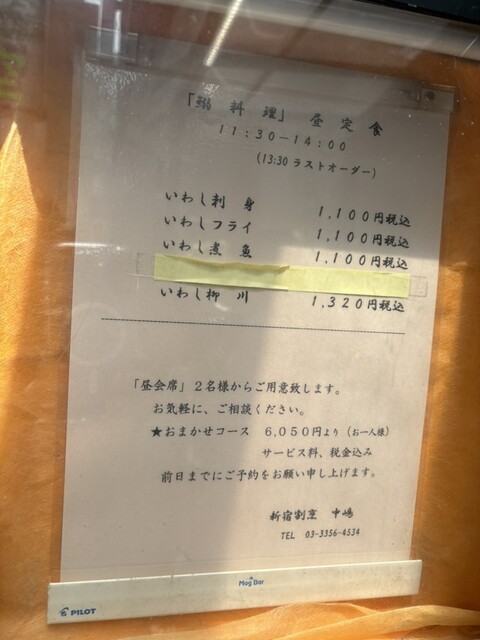 「鰯料理」 昼定食
11:30－14:00
(13:30 ラストオーダー)
いわし刺 身 1,100円税込
いわしフライ 1,100円税込
いわし煮 魚 1,100円税込
いわし柳 川 1,320円税込
「昼会席」２名様からご用意致します。
お気軽に、ご相談ください。
★おまかせコース 6,050円より（お一人様）
サービス料、税金込み
前日までにご予約をお願い申し上げます。
新宿割烹 中嶋
TEL 03-3356-4534
Mag Bar
PILOT